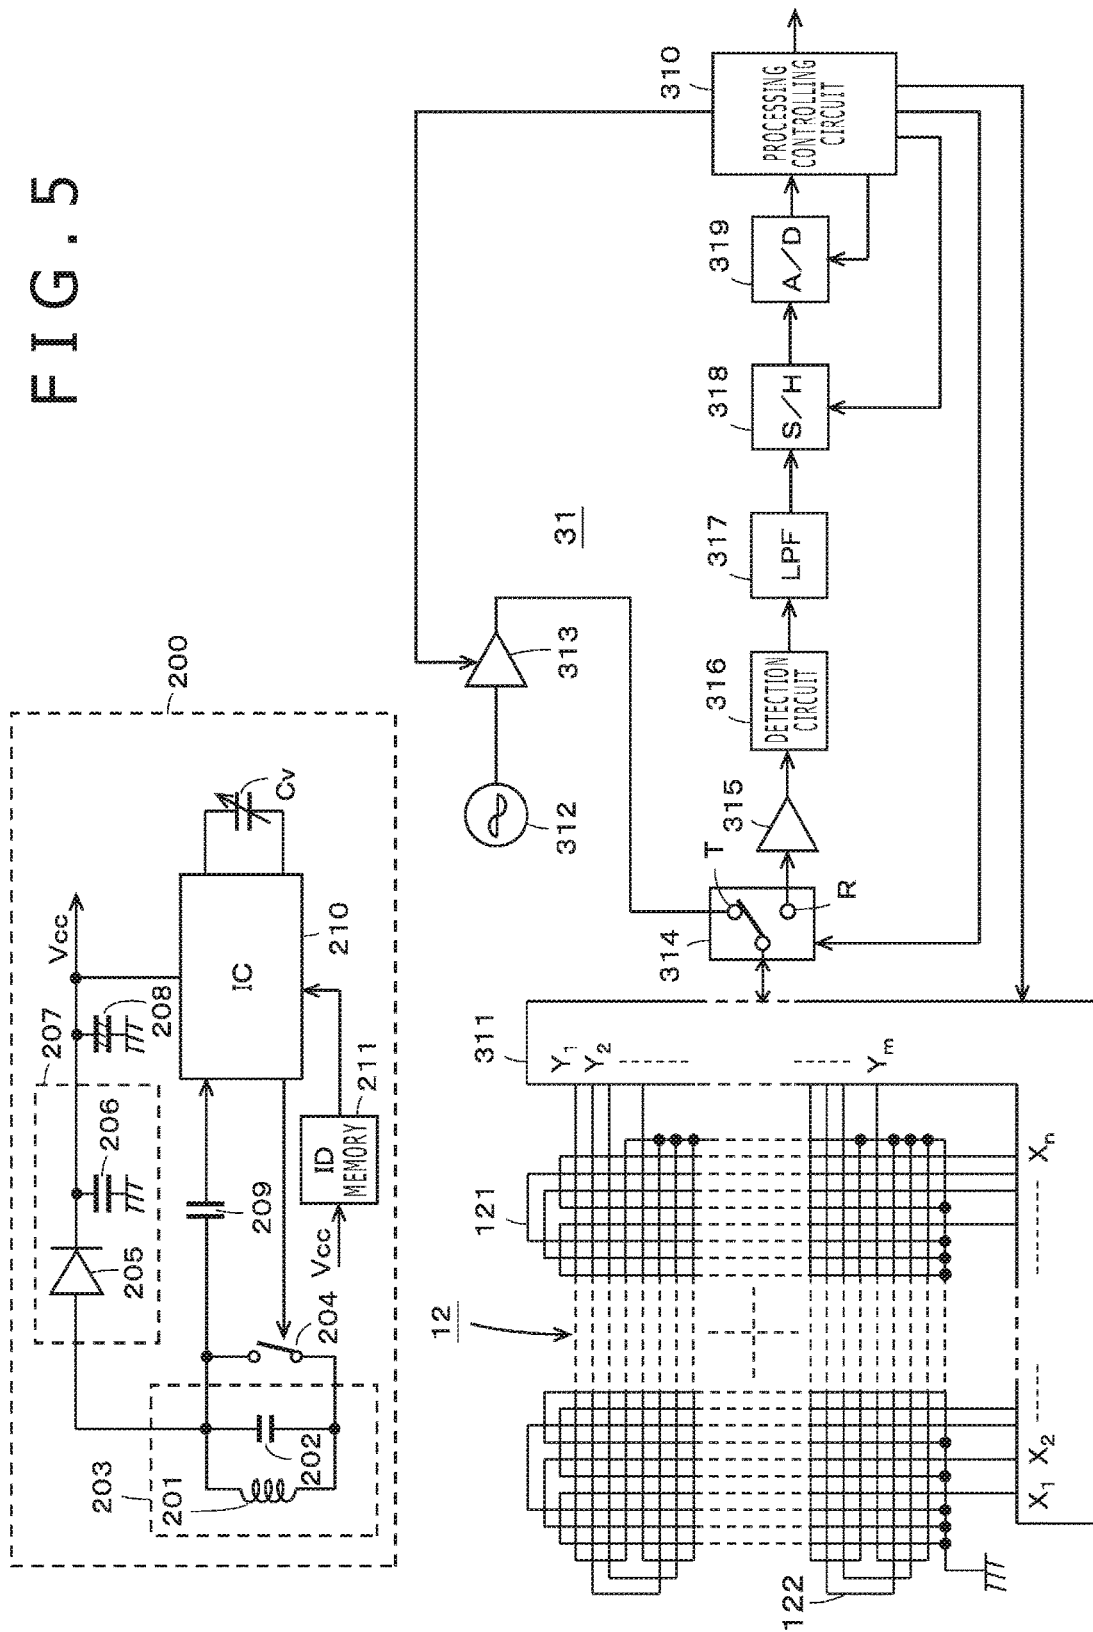 FIG.5
200
203
201
202
204
205
206
207
208
Vcc
209
IC
210
Cv
Vcc
ID
MEMORY
211
31
312
313
310
PROCESSING
CONTROLLING
CIRCUIT
T
R
314
315
316
DETECTION
CIRCUIT
317
LPF
318
S/H
319
A/D
12
121
122
311
Y1
Y2
Ym
X1
X2
Xn